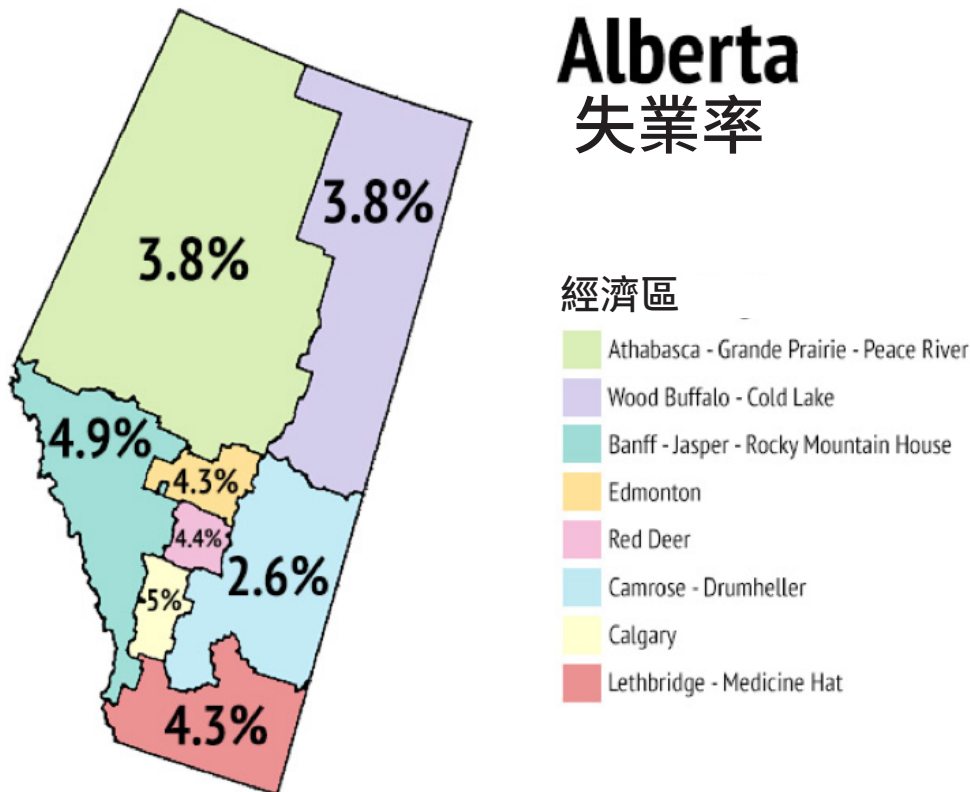 Alberta
失業率
3.8%
3.8%
4.9%
4.3%
4.4%
2.6%
5%
4.3%
經濟區
Athabasca - Grande Prairie - Peace River
Wood Buffalo - Cold Lake
Banff - Jasper - Rocky Mountain House
Edmonton
Red Deer
Camrose - Drumheller
Calgary
Lethbridge - Medicine Hat